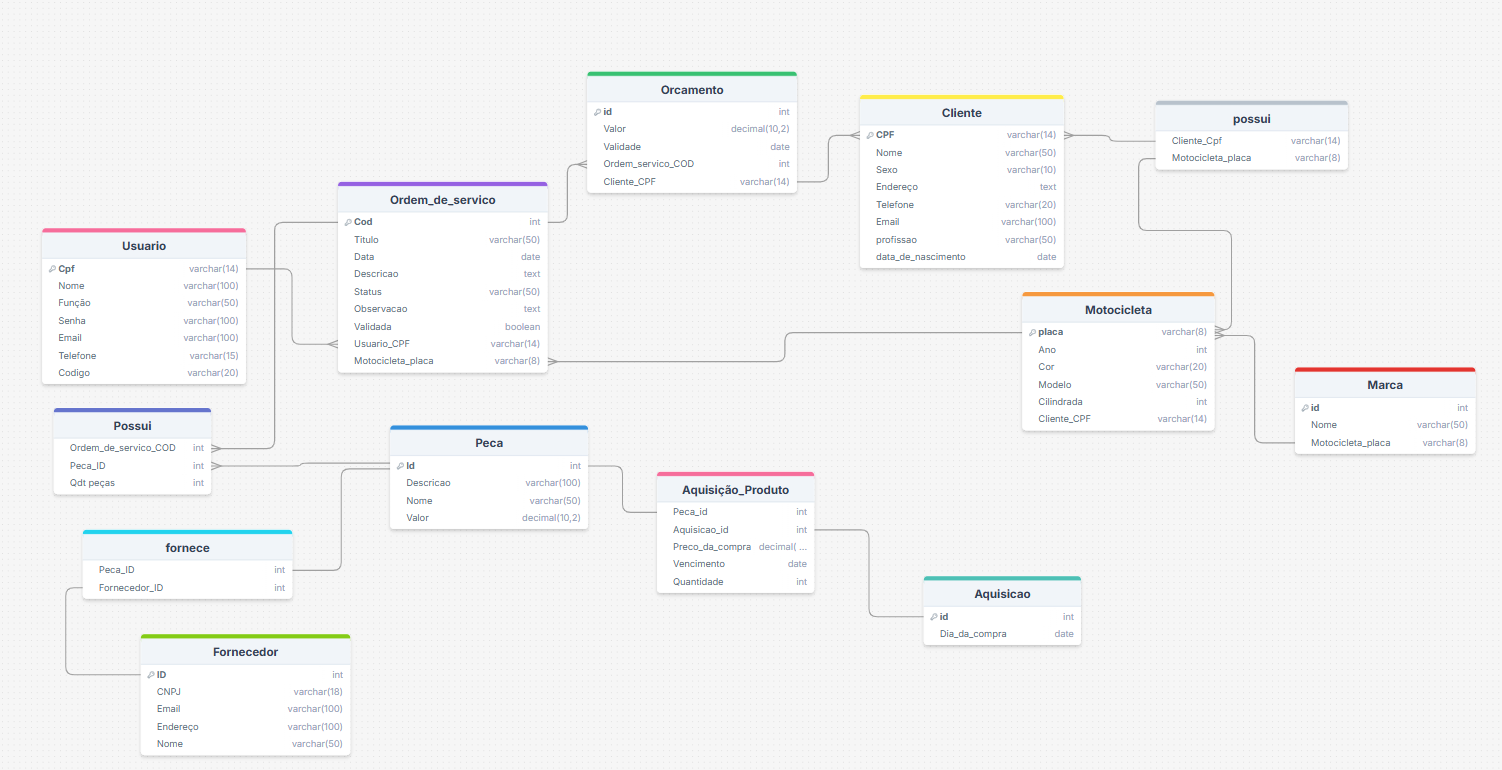 Orcamento
id int
Valor decimal(10,2)
Validade date
Ordem_servico_COD int
Cliente_CPF varchar(14)
Cliente
CPF varchar(14)
Nome varchar(50)
Sexo varchar(10)
Endereço text
Telefone varchar(20)
Email varchar(100)
profissao varchar(50)
data_de_nascimento date
possui
Cliente_Cpf varchar(14)
Motocicleta_placa varchar(8)
Ordem_de_servico
Cod int
Titulo varchar(50)
Data date
Descricao text
Status varchar(50)
Observacao text
Validada boolean
Usuario_CPF varchar(14)
Motocicleta_placa varchar(8)
Usuario
Cpf varchar(14)
Nome varchar(100)
Função varchar(50)
Senha varchar(100)
Email varchar(100)
Telefone varchar(15)
Codigo varchar(20)
Motocicleta
placa varchar(8)
Ano int
Cor varchar(20)
Modelo varchar(50)
Cilindrada int
Cliente_CPF varchar(14)
Marca
id int
Nome varchar(50)
Motocicleta_placa varchar(8)
Possui
Ordem_de_servico_COD int
Peca_ID int
Qdt peças int
Peca
Id int
Descricao varchar(100)
Nome varchar(50)
Valor decimal(10,2)
Aquisição_Produto
Peca_id int
Aquisicao_id int
Preco_da_compra decimal( ...
Vencimento date
Quantidade int
fornece
Peca_ID int
Fornecedor_ID int
Aquisicao
id int
Dia_da_compra date
Fornecedor
ID int
CNPJ varchar(18)
Email varchar(100)
Endereço varchar(100)
Nome varchar(50)